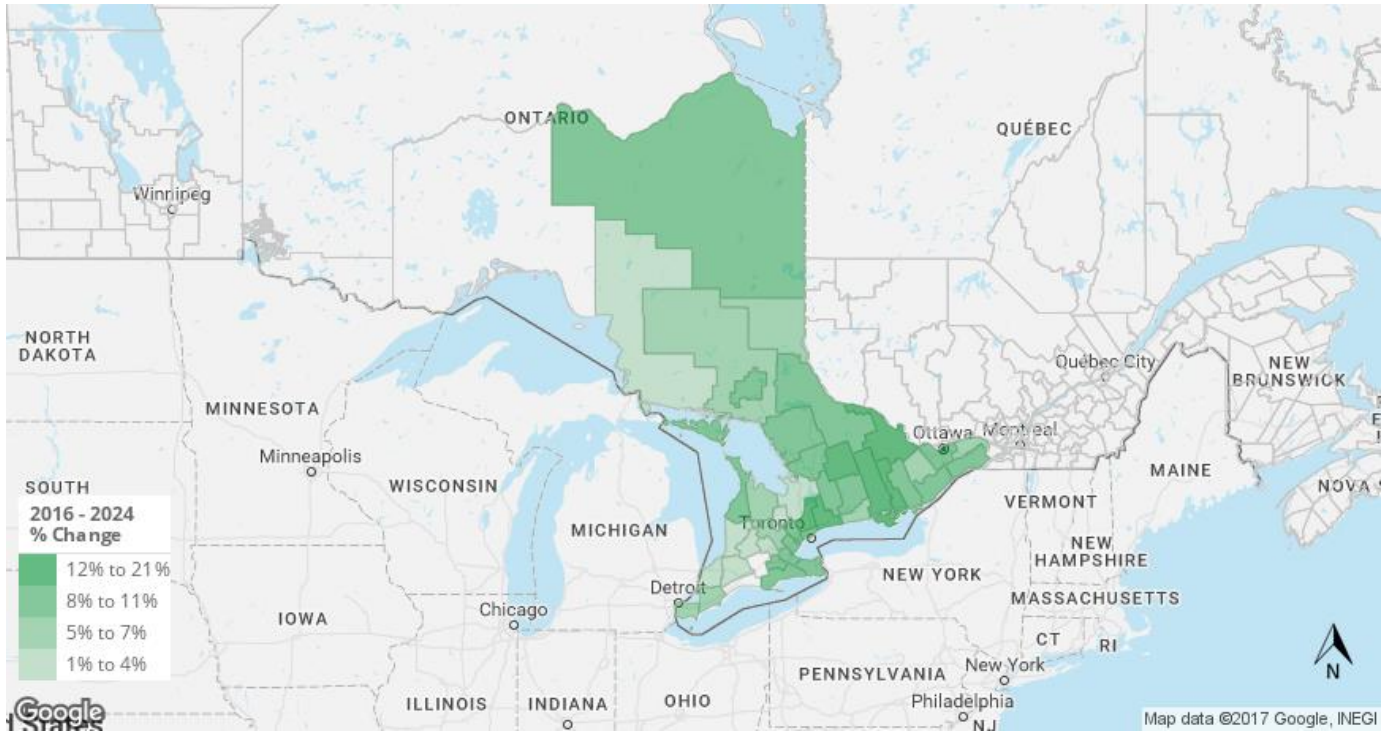 ONTARIO
QUÉBEC
Winnipeg
NORTH
DAKOTA
Québec City
NEW
BRUNSWICK
MINNESOTA
Ottawa
Montreal
Minneapolis
MAINE
WISCONSIN
SOUTH
VERMONT
NOVA S
MICHIGAN
Toronto
NEW
HAMPSHIRE
NEW YORK
Detroit
MASSACHUSETTS
IOWA
Chicago
CT
RI
PENNSYLVANIA
New York
ILLINOIS
INDIANA
OHIO
Philadelphia
NJ
2016 - 2024
% Change
12% to 21%
8% to 11%
5% to 7%
1% to 4%
N
Google
d States
Map data ©2017 Google, INEGI